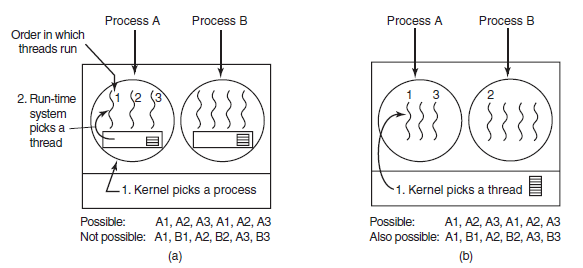 Process A Process B
Order in which
threads run
1 2 3
2. Run-time
system
picks a
thread
1. Kernel picks a process
Possible: A1, A2, A3, A1, A2, A3
Not possible: A1, B1, A2, B2, A3, B3
(a)
Process A Process B
1 3 2
1. Kernel picks a thread
Possible: A1, A2, A3, A1, A2, A3
Also possible: A1, B1, A2, B2, A3, B3
(b)